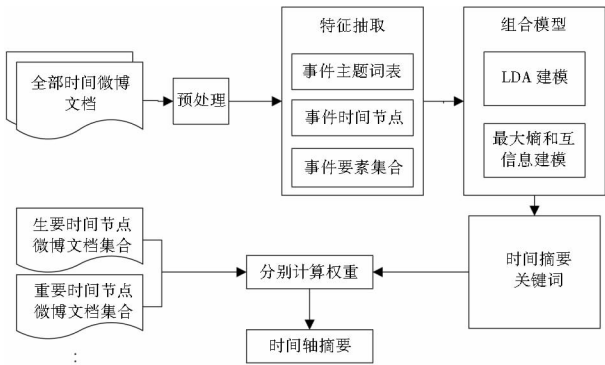 特征抽取
组合模型
全部时间微博
文档
预处理
事件主题词表
事件时间节点
事件要素集合
LDA 建模
最大熵和互
信息建模
生要时间节点
微博文档集合
重要时间节点
微博文档集合
:
分别计算权重
时间摘要
关键词
时间轴摘要